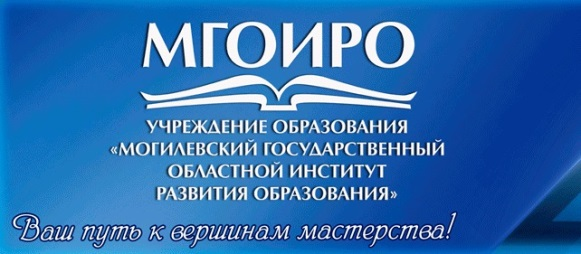 МГОИРО
УЧРЕЖДЕНИЕ ОБРАЗОВАНИЯ
«МОГИЛЕВСКИЙ ГОСУДАРСТВЕННЫЙ
ОБЛАСТНОЙ ИНСТИТУТ
РАЗВИТИЯ ОБРАЗОВАНИЯ»
Ваш путь к вершинам мастерства!